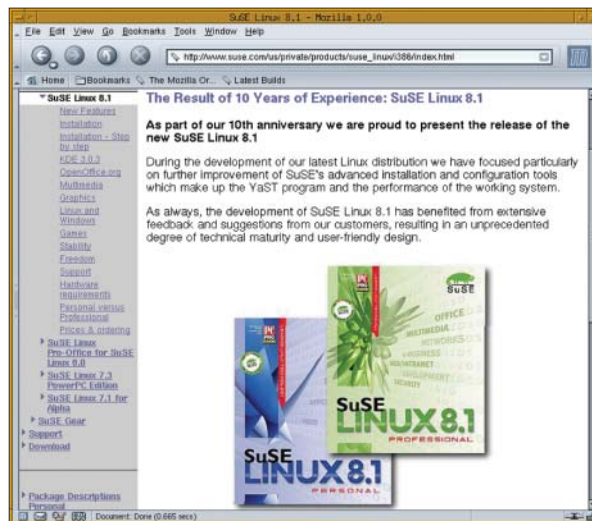 SuSE Linux 8.1 - Mozilla 1.0.0
File Edit View Go Bookmarks Tools Window Help
http://www.suse.com/us/private/products/suse_linux/i386/index.html
Home Bookmarks The Mozilla Or... Latest Builds
SuSE Linux 8.1
New Features
Installation
Installation - Step
by step
KDE 3.0.3
OpenOffice.org
Multimedia
Graphics
Linux and
Windows
Games
Stability
Freedom
Support
Hardware
requirements
Personal versus
Professional
Prices & ordering
SuSE Linux
Pro-Office for SuSE
Linux 8.0
SuSE Linux 7.3
PowerPC Edition
SuSE Linux 7.1 for
Alpha
SuSE Gear
Support
Download
Package Descriptions
Personal
The Result of 10 Years of Experience: SuSE Linux 8.1
As part of our 10th anniversary we are proud to present the release of the
new SuSE Linux 8.1
During the development of our latest Linux distribution we have focused particularly
on further improvement of SuSE's advanced installation and configuration tools
which make up the YaST program and the performance of the working system.
As always, the development of SuSE Linux 8.1 has benefited from extensive
feedback and suggestions from our customers, resulting in an unprecedented
degree of technical maturity and user-friendly design.
SuSE
OFFICE
MULTIMEDIA
NETWORKS
DEVELOPMENT
SECURITY
SuSE
LINUX 8.1
PROFESSIONAL
SuSE
LINUX 8.1
PERSONAL
Document: Done (0.665 secs)